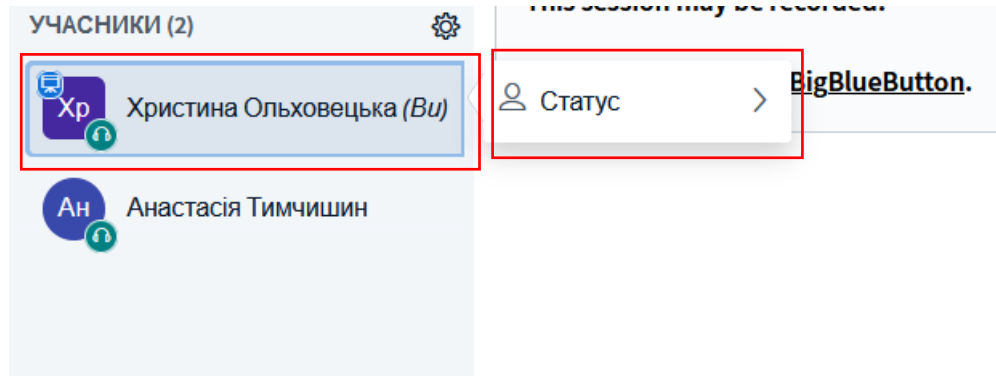 УЧАСНИКИ (2)
This session may be recorded.
Хр
Христина Ольховецька (Ви)
Статус
BigBlueButton.
Ан
Анастасія Тимчишин